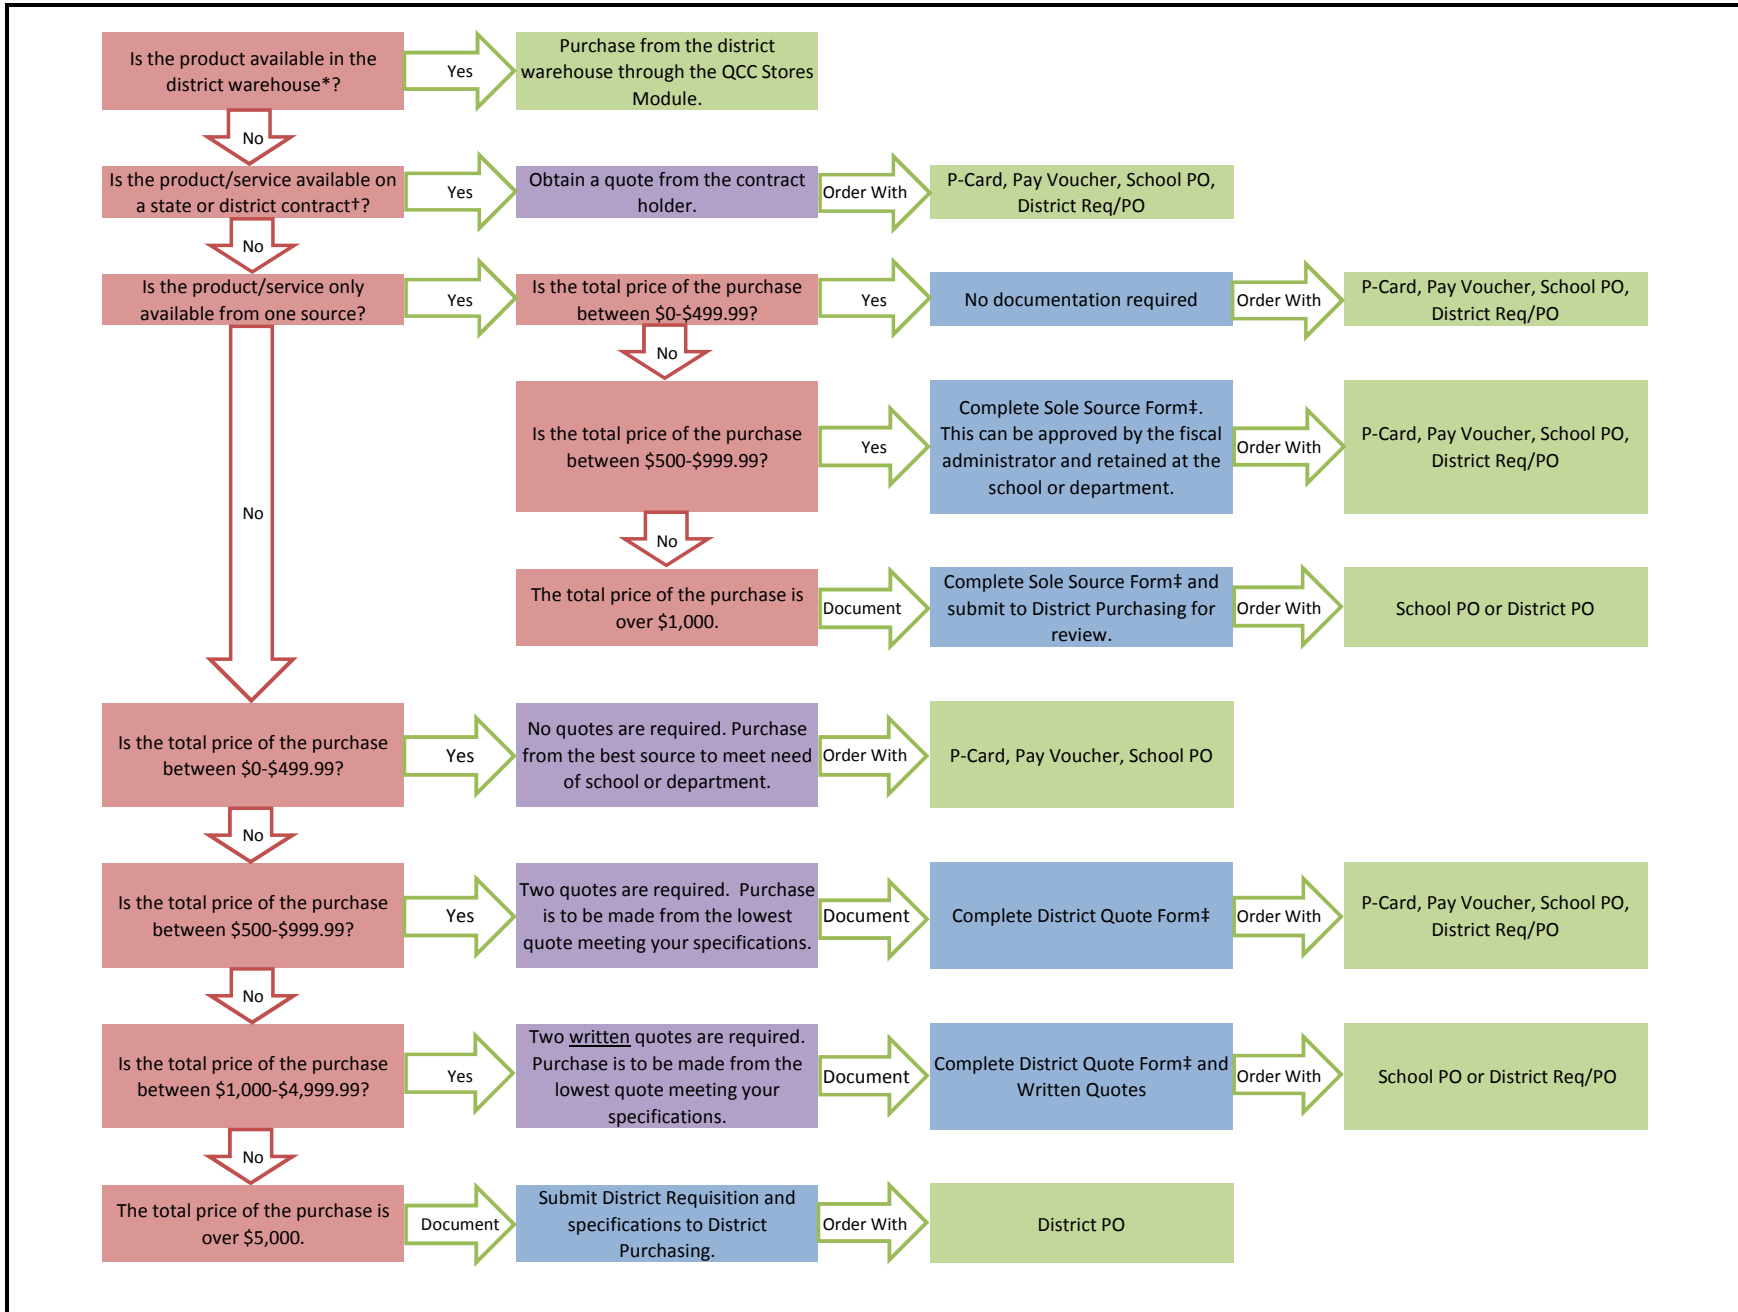 Is the product available in the
district warehouse*?
Yes
Purchase from the district
warehouse through the QCC Stores
Module.
No
Is the product/service available on
a state or district contract†?
Yes
Obtain a quote from the contract
holder.
Order With
P-Card, Pay Voucher, School PO,
District Req/PO
No
Is the product/service only
available from one source?
Yes
Is the total price of the purchase
between $0-$499.99?
Yes
No documentation required
Order With
P-Card, Pay Voucher, School PO,
District Req/PO
No
Is the total price of the purchase
between $500-$999.99?
Yes
Complete Sole Source Form‡.
This can be approved by the fiscal
administrator and retained at the
school or department.
Order With
P-Card, Pay Voucher, School PO,
District Req/PO
No
No
The total price of the purchase is
over $1,000.
Document
Complete Sole Source Form‡ and
submit to District Purchasing for
review.
Order With
School PO or District PO
Is the total price of the purchase
between $0-$499.99?
Yes
No quotes are required. Purchase
from the best source to meet need
of school or department.
Order With
P-Card, Pay Voucher, School PO
No
Is the total price of the purchase
between $500-$999.99?
Yes
Two quotes are required.  Purchase
is to be made from the lowest
quote meeting your specifications.
Document
Complete District Quote Form‡
Order With
P-Card, Pay Voucher, School PO,
District Req/PO
No
Is the total price of the purchase
between $1,000-$4,999.99?
Yes
Two written quotes are required.
Purchase is to be made from the
lowest quote meeting your
specifications.
Document
Complete District Quote Form‡ and
Written Quotes
Order With
School PO or District Req/PO
No
The total price of the purchase is
over $5,000.
Document
Submit District Requisition and
specifications to District
Purchasing.
Order With
District PO